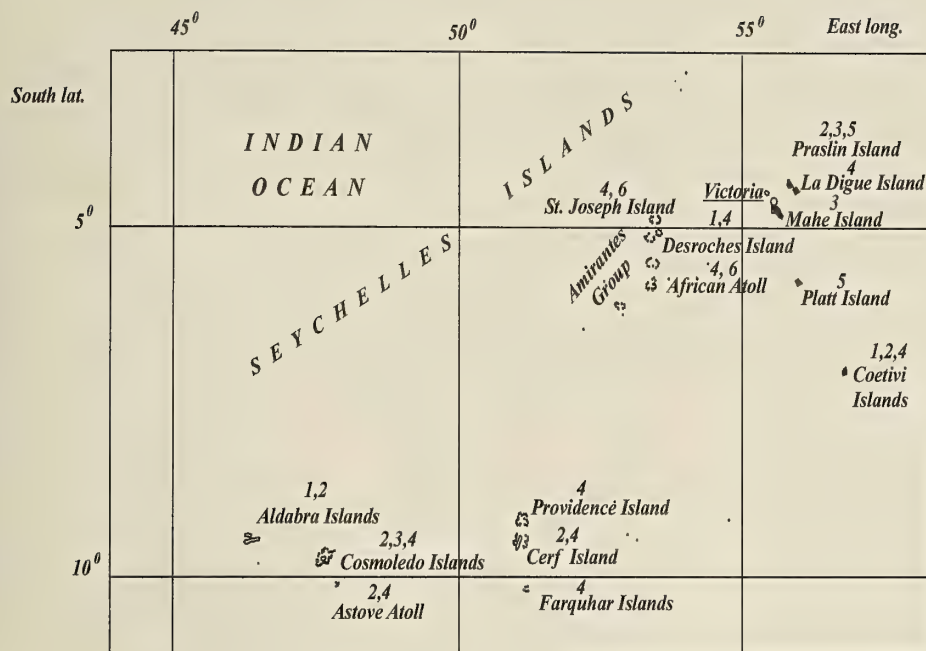 45⁰
50⁰
55⁰
East long.
South lat.
INDIAN
OCEAN
SEYCHELLES ISLANDS
2,3,5
Praslin Island
4
La Digue Island
Victoria
3
Mahe Island
4, 6
St. Joseph Island
5⁰
1,4
Desroches Island
Amirantes
Group
4, 6
African Atoll
5
Platt Island
1,2,4
Coetivi
Islands
1,2
Aldabra Islands
4
Providence Island
2,3,4
Cosmoledo Islands
2,4
Cerf Island
10⁰
2,4
Astove Atoll
4
Farquhar Islands